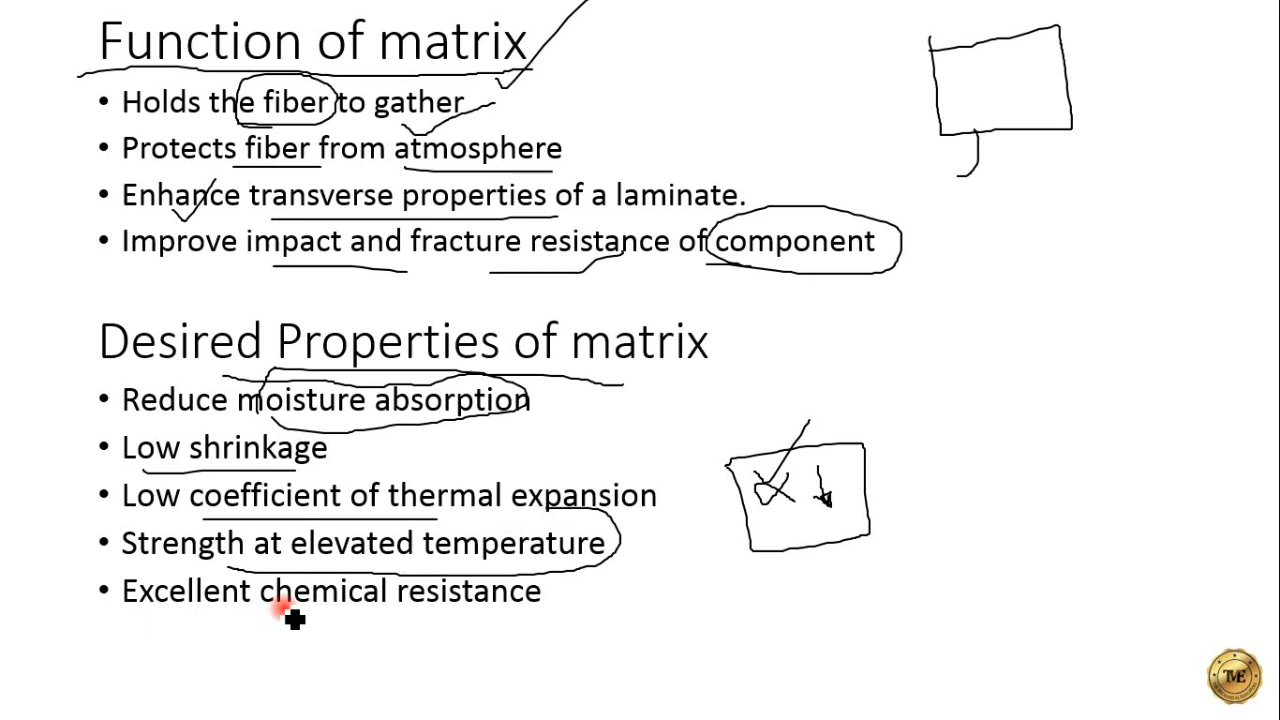 Function of matrix
• Holds the fiber to gather
• Protects fiber from atmosphere
• Enhance transverse properties of a laminate.
• Improve impact and fracture resistance of component
Desired Properties of matrix
• Reduce moisture absorption
• Low shrinkage
• Low coefficient of thermal expansion
• Strength at elevated temperature
• Excellent chemical resistance
TME